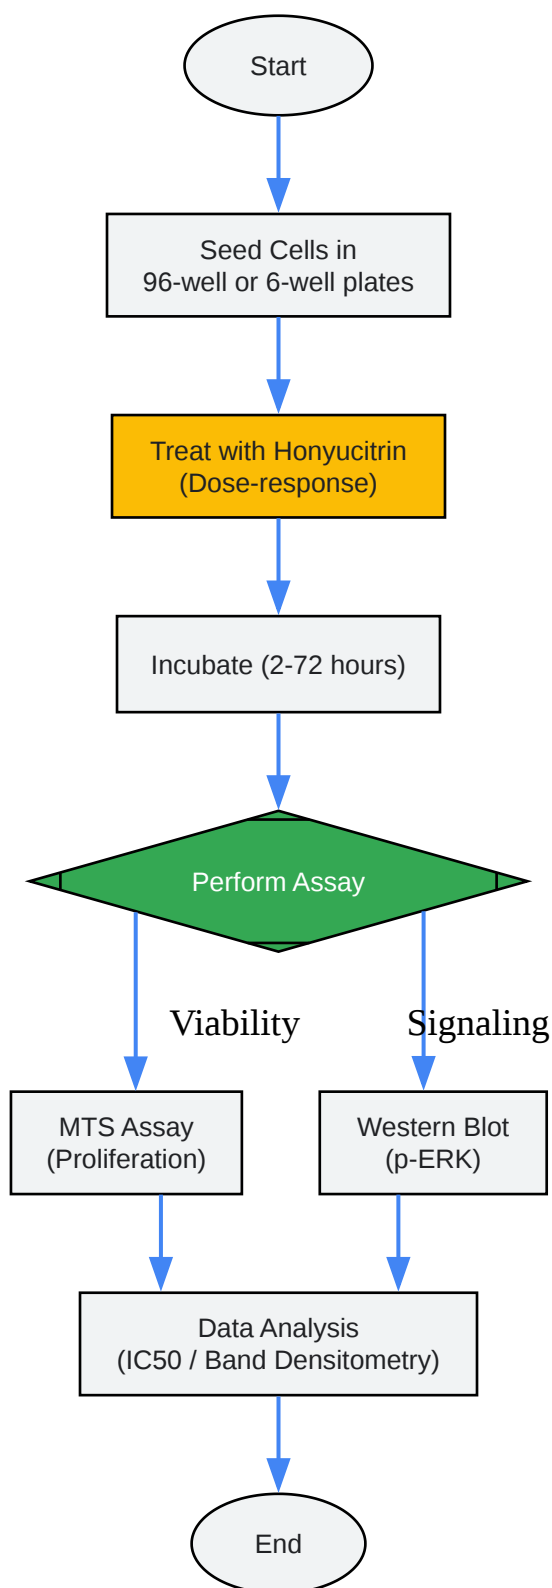 Start
Seed Cells in
96-well or 6-well plates
Treat with Honyucitrin
(Dose-response)
Incubate (2-72 hours)
Perform Assay
Viability
Signaling
MTS Assay
(Proliferation)
Western Blot
(p-ERK)
Data Analysis
(IC50 / Band Densitometry)
End